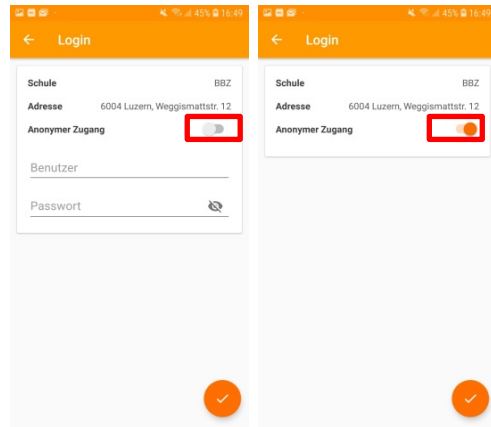 45% 16:49
Login
Schule BBZ
Adresse 6004 Luzern, Weggismattstr. 12
Anonymer Zugang
Benutzer
Passwort
45% 16:49
Login
Schule BBZ
Adresse 6004 Luzern, Weggismattstr. 12
Anonymer Zugang